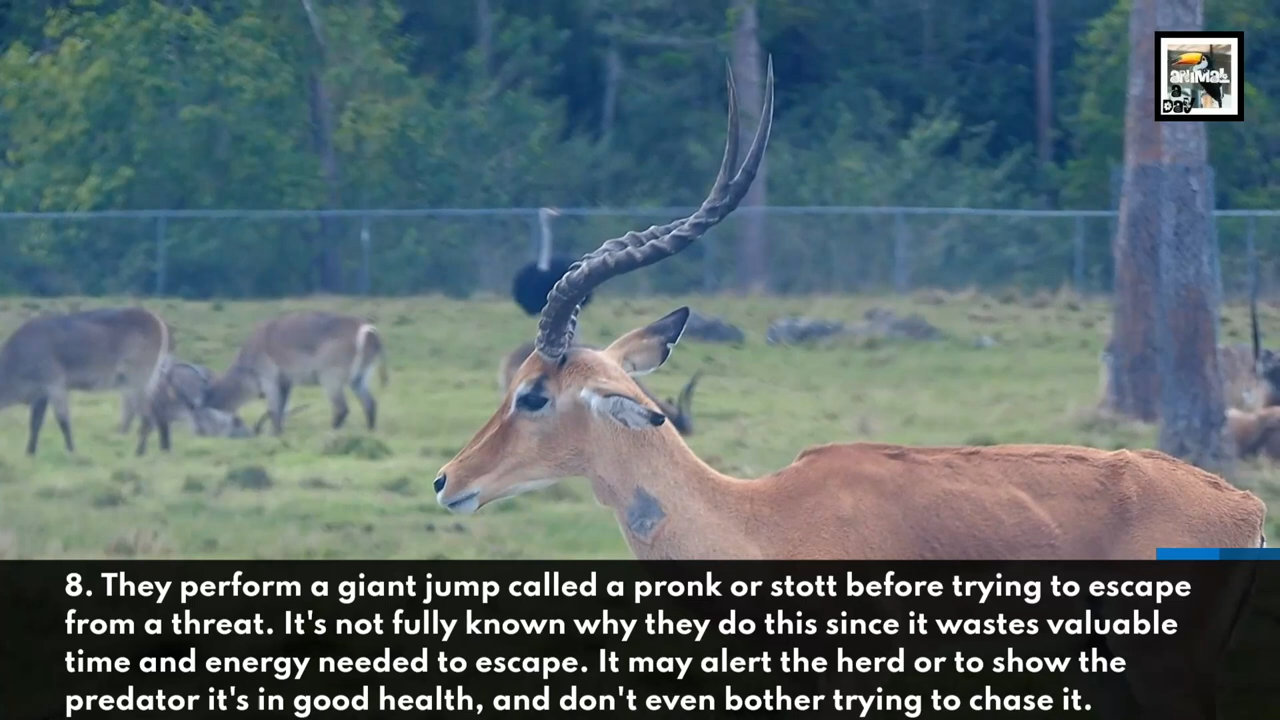 ANiMAL
a
DAY
8. They perform a giant jump called a pronk or stott before trying to escape
from a threat. It's not fully known why they do this since it wastes valuable
time and energy needed to escape. It may alert the herd or to show the
predator it's in good health, and don't even bother trying to chase it.